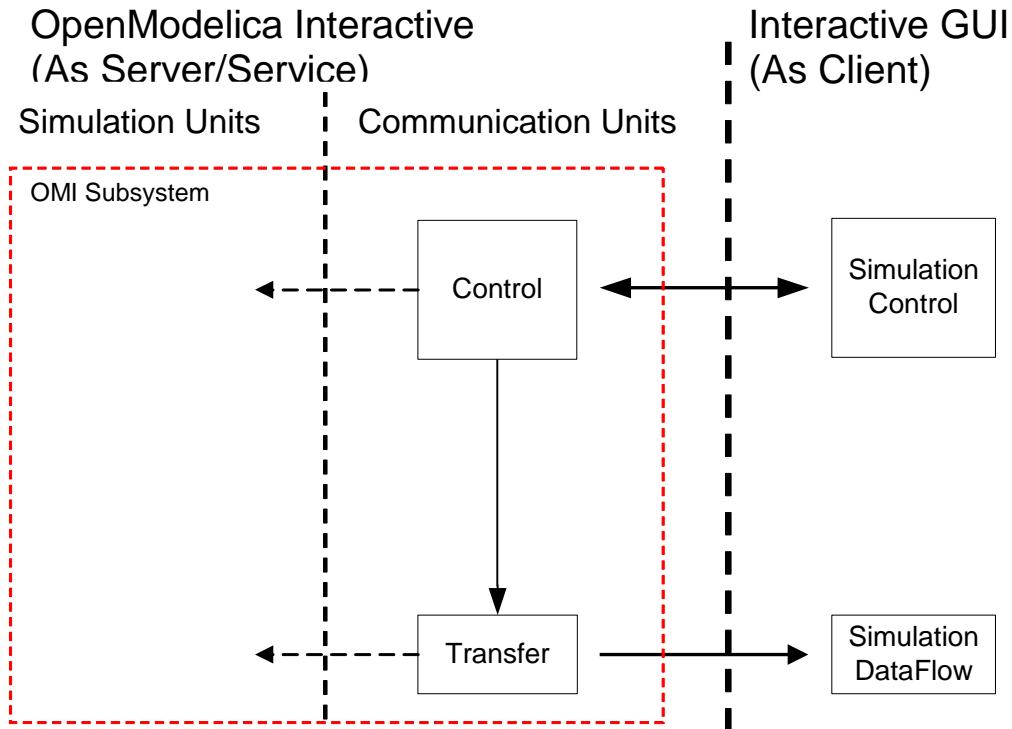 OpenModelica Interactive
(As Server/Service)
Interactive GUI
(As Client)
Simulation Units
Communication Units
OMI Subsystem
Control
Simulation
Control
Transfer
Simulation
DataFlow